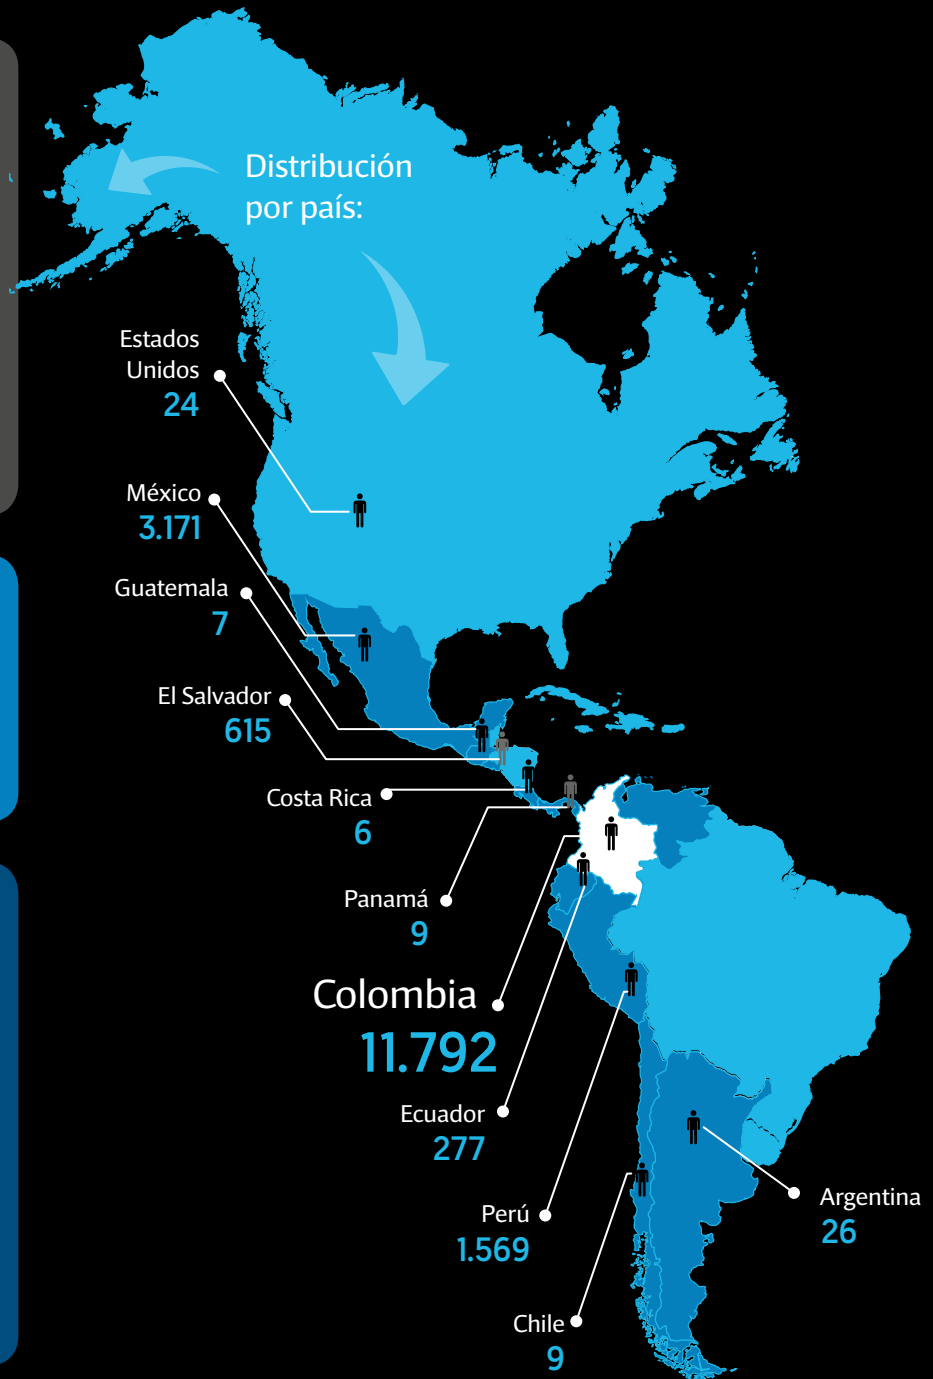 Distribución
por país:
Estados
Unidos
24
México
3.171
Guatemala
7
El Salvador
615
Costa Rica
6
Panamá
9
Colombia
11.792
Ecuador
277
Perú
1.569
Argentina
26
Chile
9